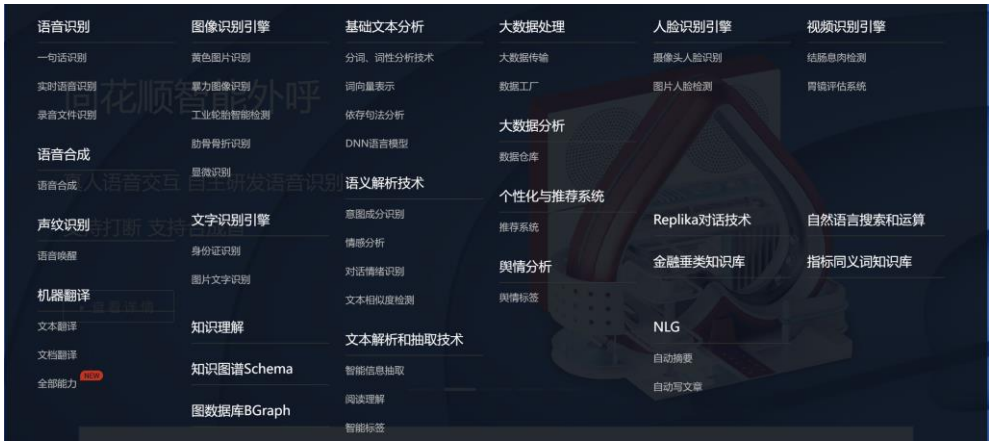 语音识别
一句话识别
实时语音识别
录音文件识别
语音合成
语音合成
声纹识别
语音唤醒
机器翻译
文本翻译
文档翻译
全部能力 NEW
图像识别引擎
黄色图片识别
暴力图像识别
工业轮胎智能检测
肋骨骨折识别
显微识别
文字识别引擎
身份证识别
图片文字识别
知识理解
知识图谱Schema
图数据库BGraph
基础文本分析
分词、词性分析技术
词向量表示
依存句法分析
DNN语言模型
语义解析技术
意图成分识别
情感分析
对话情绪识别
文本相似度检测
文本解析和抽取技术
智能信息抽取
阅读理解
智能标签
大数据处理
大数据传输
数据工厂
大数据分析
数据仓库
个性化与推荐系统
推荐系统
舆情分析
舆情标签
人脸识别引擎
摄像头人脸识别
图片人脸检测
Replika对话技术
金融垂类知识库
NLG
自动摘要
自动写文章
视频识别引擎
结肠息肉检测
胃镜评估系统
自然语言搜索和运算
指标同义词知识库
同花顺智能外呼
真人语音交互 自主研发语音识别
查看详情